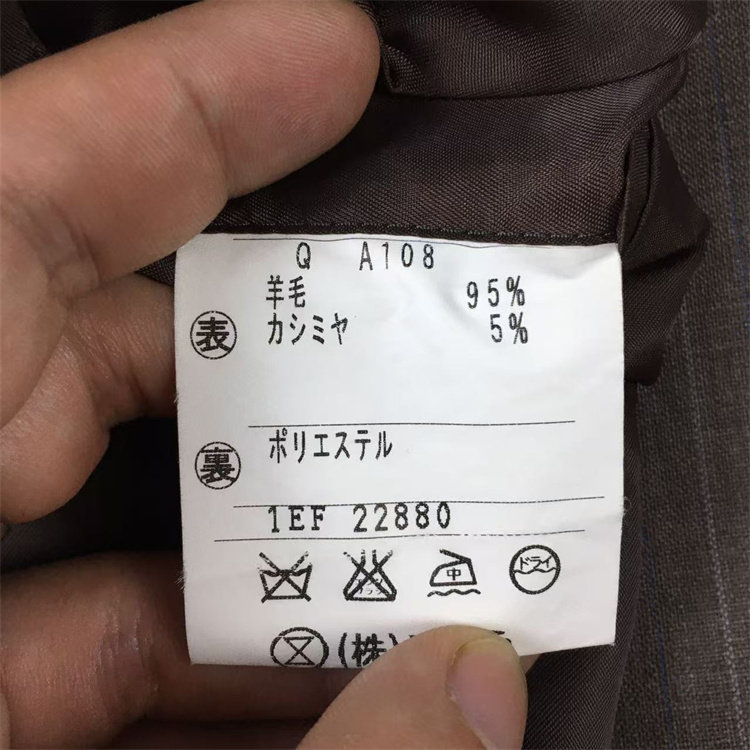 Q A108
羊毛 95%
表 カシミヤ 5%
裏 ポリエステル
1EF 22880
中 ドライ
(株)